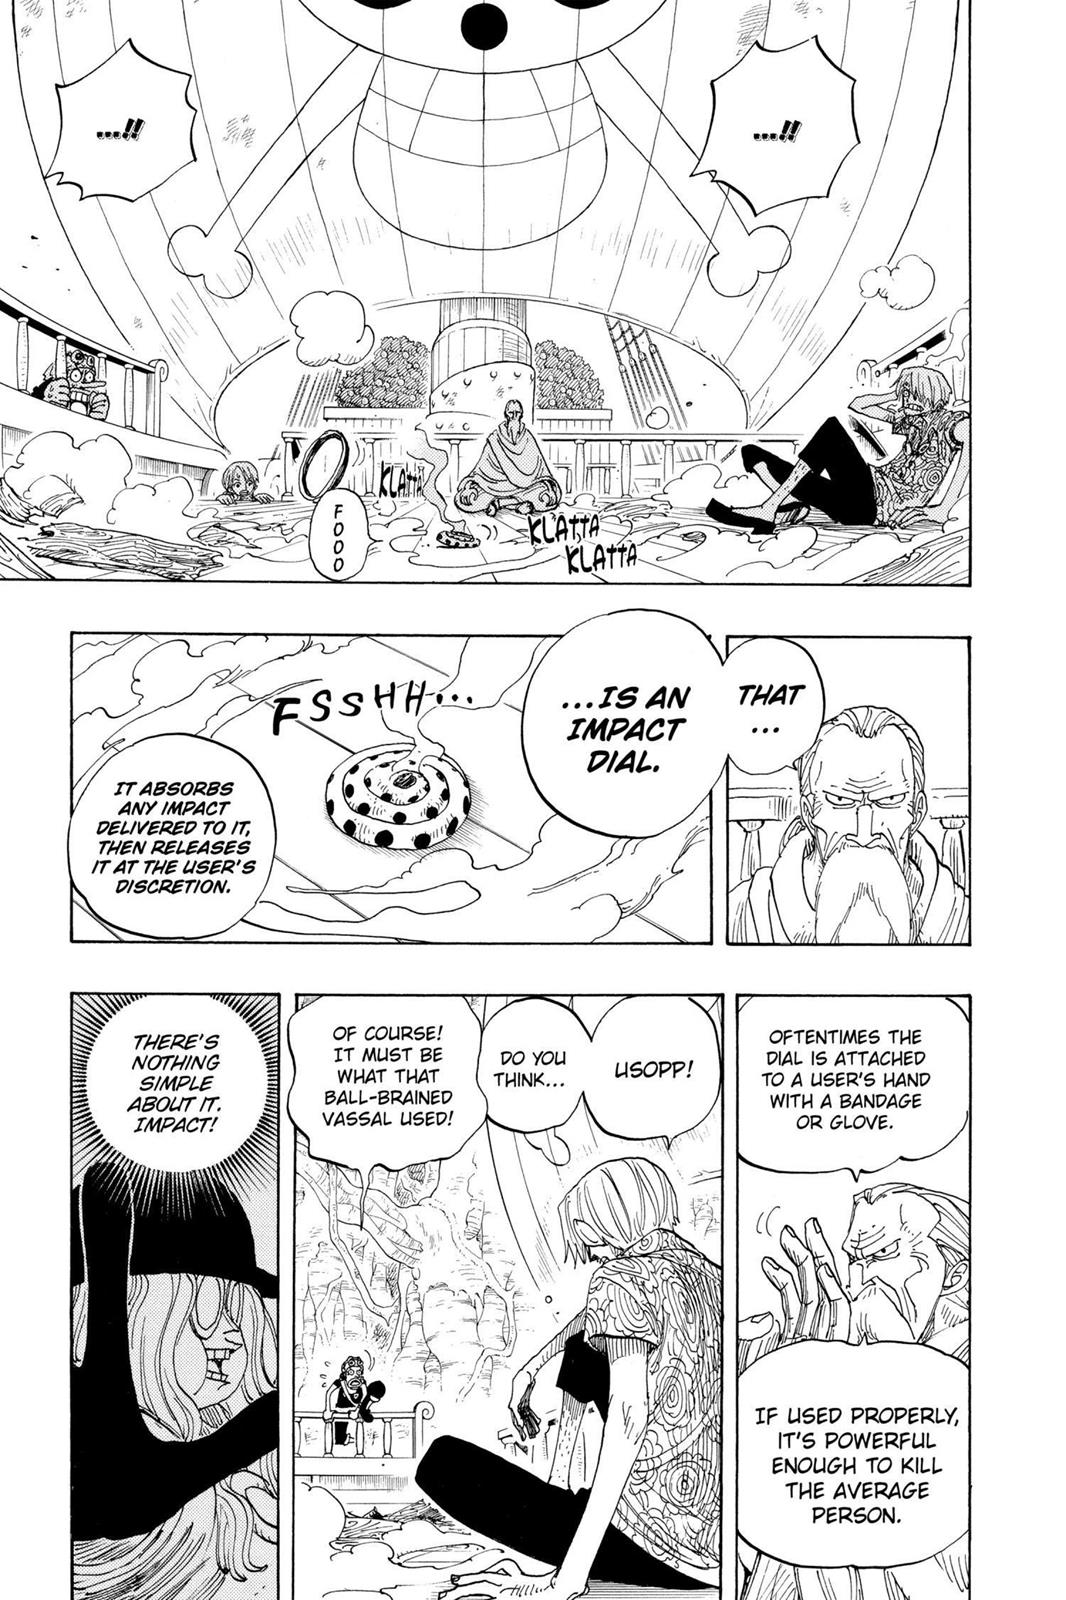 ...!!
...!!
KLATTA
FOOO
KLATTA
KLATTA
THAT
...
...IS AN
IMPACT
DIAL.
FSSHH...
IT ABSORBS
ANY IMPACT
DELIVERED TO IT,
THEN RELEASES
IT AT THE USER'S
DISCRETION.
OFTENTIMES THE
DIAL IS ATTACHED
TO A USER'S HAND
WITH A BANDAGE
OR GLOVE.
IF USED PROPERLY,
IT'S POWERFUL
ENOUGH TO KILL
THE AVERAGE
PERSON.
USOPP!
DO YOU
THINK...
OF COURSE!
IT MUST BE
WHAT THAT
BALL-BRAINED
VASSAL USED!
THERE'S
NOTHING
SIMPLE
ABOUT IT.
IMPACT!